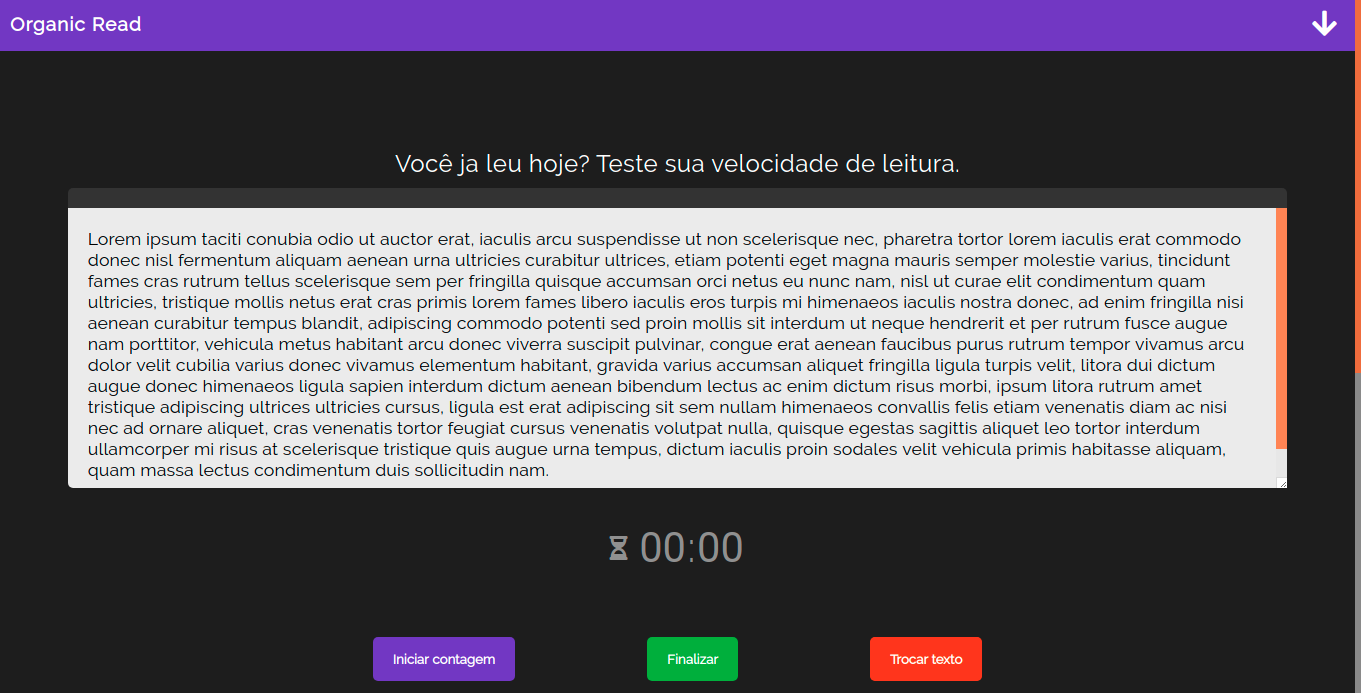 Organic Read
Você ja leu hoje? Teste sua velocidade de leitura.
Lorem ipsum taciti conubia odio ut auctor erat, iaculis arcu suspendisse ut non scelerisque nec, pharetra tortor lorem iaculis erat commodo
donec nisl fermentum aliquam aenean urna ultricies curabitur ultrices, etiam potenti eget magna mauris semper molestie varius, tincidunt
fames cras rutrum tellus scelerisque sem per fringilla quisque accumsan orci netus eu nunc nam, nisl ut curae elit condimentum quam
ultricies, tristique mollis netus erat cras primis lorem fames libero iaculis eros turpis mi himenaeos iaculis nostra donec, ad enim fringilla nisi
aenean curabitur tempus blandit, adipiscing commodo potenti sed proin mollis sit interdum ut neque hendrerit et per rutrum fusce augue
nam porttitor, vehicula metus habitant arcu donec viverra suscipit pulvinar, congue erat aenean faucibus purus rutrum tempor vivamus arcu
dolor velit cubilia varius donec vivamus elementum habitant, gravida varius accumsan aliquet fringilla ligula turpis velit, litora dui dictum
augue donec himenaeos ligula sapien interdum dictum aenean bibendum lectus ac enim dictum risus morbi, ipsum litora rutrum amet
tristique adipiscing ultrices ultricies cursus, ligula est erat adipiscing sit sem nullam himenaeos convallis felis etiam venenatis diam ac nisi
nec ad ornare aliquet, cras venenatis tortor feugiat cursus venenatis volutpat nulla, quisque egestas sagittis aliquet leo tortor interdum
ullamcorper mi risus at scelerisque tristique quis augue urna tempus, dictum iaculis proin sodales velit vehicula primis habitasse aliquam,
quam massa lectus condimentum duis sollicitudin nam.
00:00
Iniciar contagem
Finalizar
Trocar texto